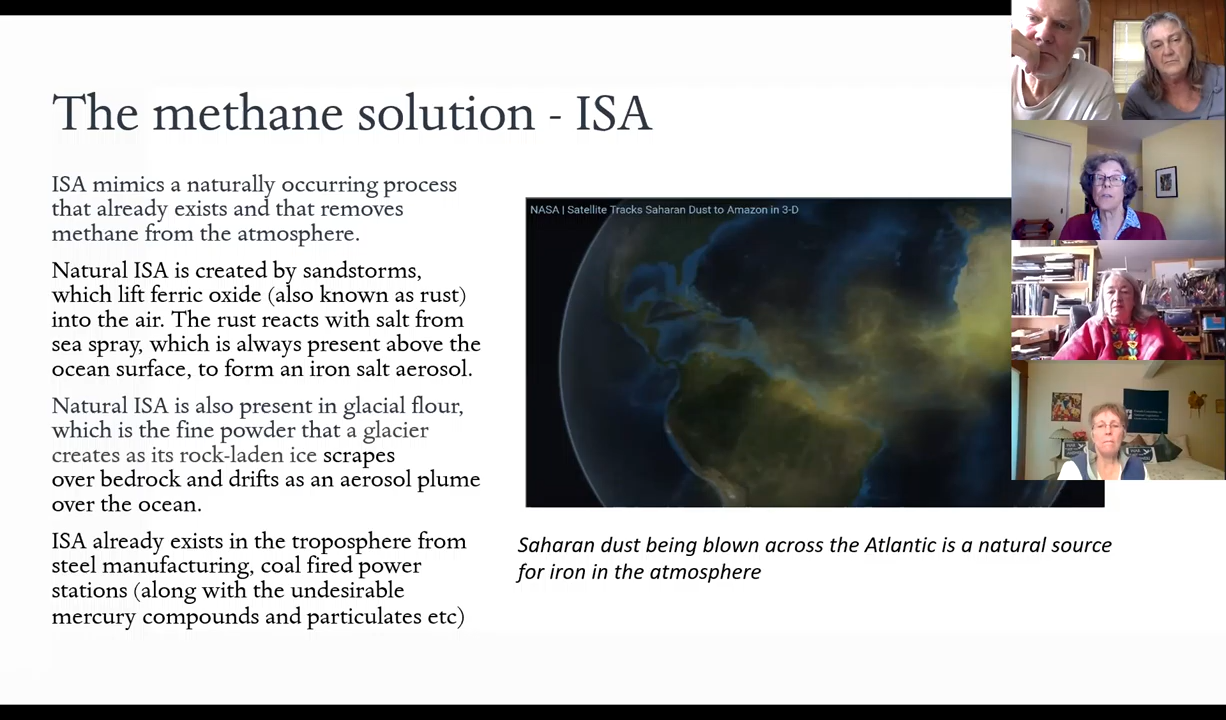 The methane solution - ISA
ISA mimics a naturally occurring process
that already exists and that removes
methane from the atmosphere.
Natural ISA is created by sandstorms,
which lift ferric oxide (also known as rust)
into the air. The rust reacts with salt from
sea spray, which is always present above the
ocean surface, to form an iron salt aerosol.
Natural ISA is also present in glacial flour,
which is the fine powder that a glacier
creates as its rock-laden ice scrapes
over bedrock and drifts as an aerosol plume
over the ocean.
ISA already exists in the troposphere from
steel manufacturing, coal fired power
stations (along with the undesirable
mercury compounds and particulates etc)
NASA | Satellite Tracks Saharan Dust to Amazon in 3-D
Saharan dust being blown across the Atlantic is a natural source
for iron in the atmosphere